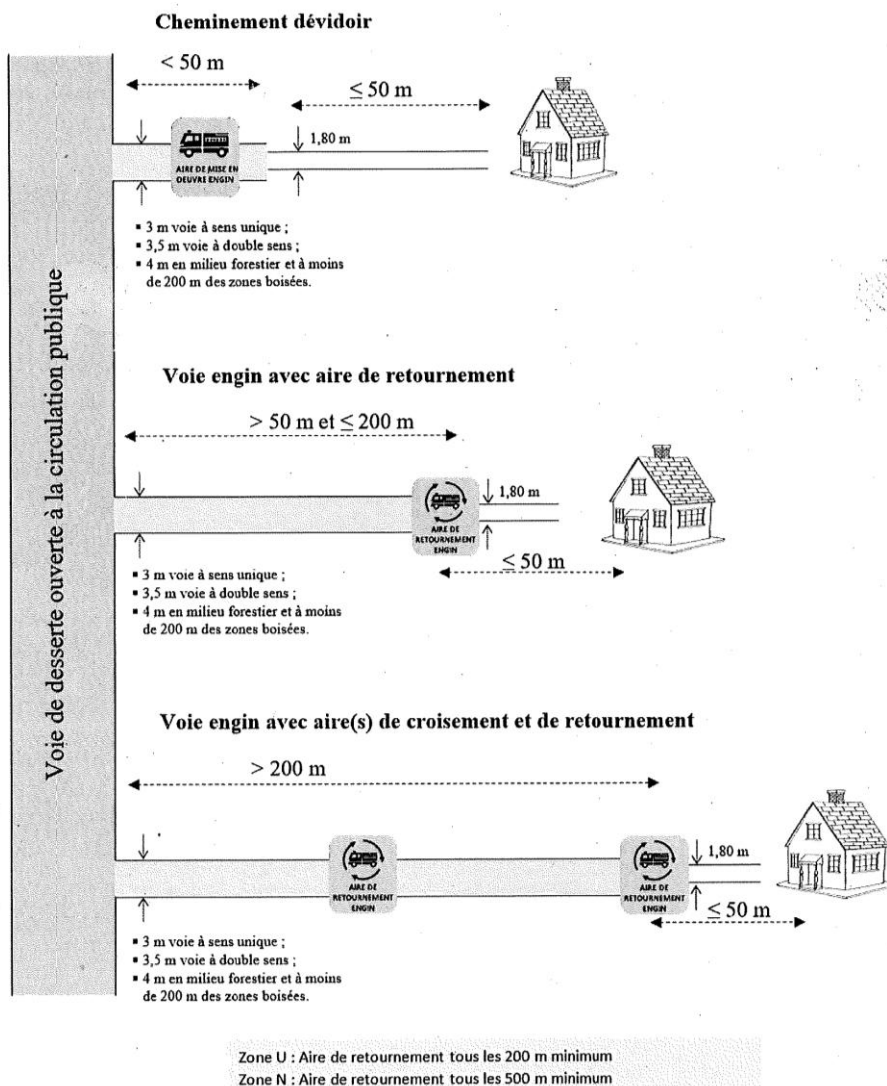 Cheminement dévidoir
< 50 m
≤ 50 m
1,80 m
AIRE DE MISE EN
OEUVRE ENGIN
▪ 3 m voie à sens unique ;
▪ 3,5 m voie à double sens ;
▪ 4 m en milieu forestier et à moins
de 200 m des zones boisées.
Voie de desserte ouverte à la circulation publique
Voie engin avec aire de retournement
> 50 m et ≤ 200 m
1,80 m
AIRE DE
RETOURNEMENT
ENGIN
≤ 50 m
▪ 3 m voie à sens unique ;
▪ 3,5 m voie à double sens ;
▪ 4 m en milieu forestier et à moins
de 200 m des zones boisées.
Voie engin avec aire(s) de croisement et de retournement
> 200 m
1,80 m
AIRE DE
RETOURNEMENT
ENGIN
AIRE DE
RETOURNEMENT
ENGIN
≤ 50 m
▪ 3 m voie à sens unique ;
▪ 3,5 m voie à double sens ;
▪ 4 m en milieu forestier et à moins
de 200 m des zones boisées.
Zone U : Aire de retournement tous les 200 m minimum
Zone N : Aire de retournement tous les 500 m minimum